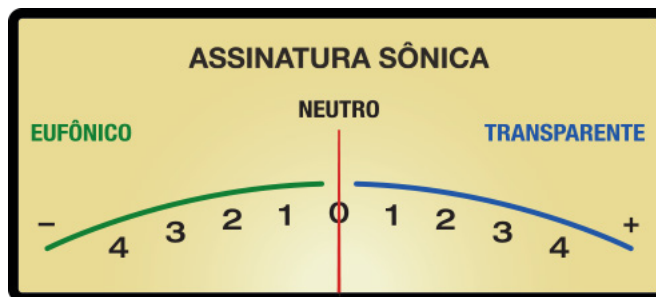 ASSINATURA SÔNICA
NEUTRO
EUFÔNICO TRANSPARENTE
− 4 3 2 1 0 1 2 3 4 +